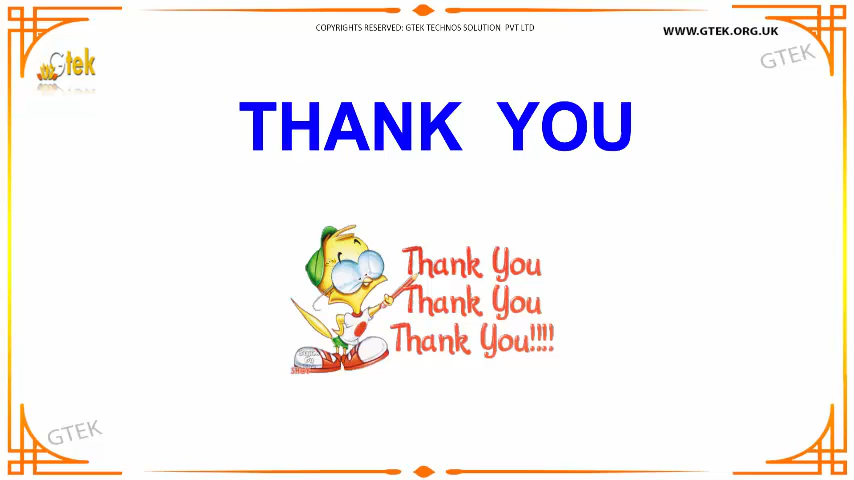 COPYRIGHTS RESERVED: GTEK TECHNOS SOLUTION PVT LTD
WWW.GTEK.ORG.UK
Gtek
GTEK
THANK YOU
Thank You
Thank You
Thank You!!!!
GTEK